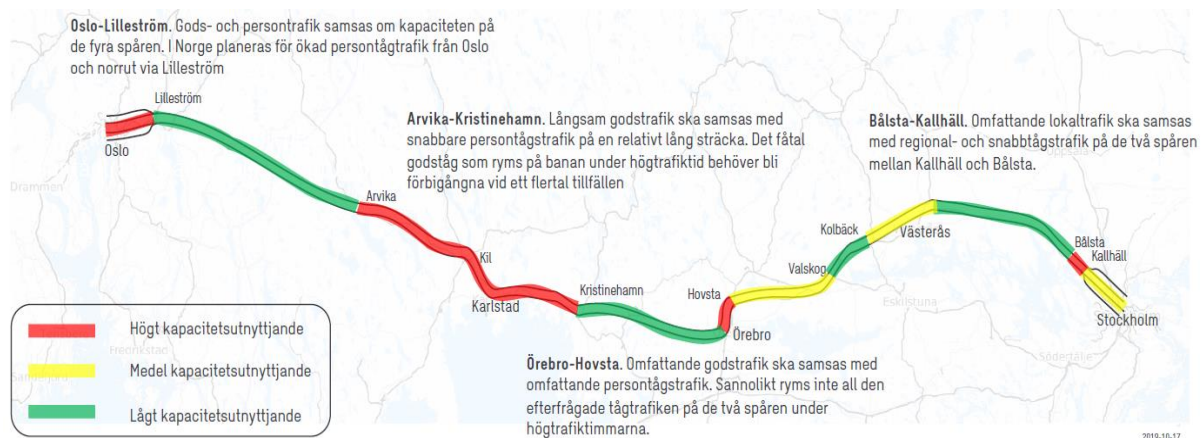 Oslo-Lilleström. Gods- och persontrafik samsas om kapaciteten på
de fyra spåren. I Norge planeras för ökad persontågtrafik från Oslo
och norrut via Lilleström
Lilleström
Oslo
Drammen
Arvika-Kristinehamn. Långsam godstrafik ska samsas med
snabbare persontågstrafik på en relativt lång sträcka. Det fåtal
godståg som ryms på banan under högtrafiktid behöver bli
förbigångna vid ett flertal tillfällen
Bålsta-Kallhäll. Omfattande lokaltrafik ska samsas
med regional- och snabbtågstrafik på de två spåren
mellan Kallhäll och Bålsta.
Uppsala
Arvika
Kil
Karlstad
Kristinehamn
Hovsta
Örebro
Valskog
Kolbäck
Västerås
Eskilstuna
Bålsta
Kallhäll
Stockholm
Södertälje
Högt kapacitetsutnyttjande
Medel kapacitetsutnyttjande
Lågt kapacitetsutnyttjande
Fredrikstad
Örebro-Hovsta. Omfattande godstrafik ska samsas med
omfattande persontågstrafik. Sannolikt ryms inte all den
efterfrågade tågtrafiken på de två spåren under
högtrafiktimmarna.
2019-10-17